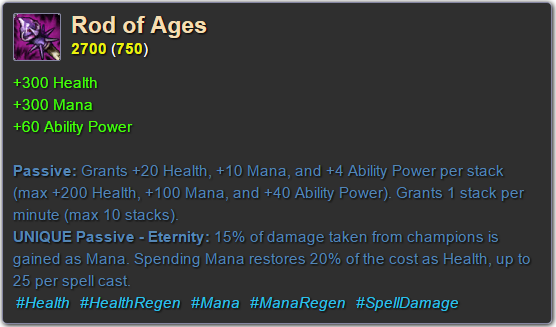 Rod of Ages
2700 (750)
+300 Health
+300 Mana
+60 Ability Power
Passive: Grants +20 Health, +10 Mana, and +4 Ability Power per stack
(max +200 Health, +100 Mana, and +40 Ability Power). Grants 1 stack per
minute (max 10 stacks).
UNIQUE Passive - Eternity: 15% of damage taken from champions is
gained as Mana. Spending Mana restores 20% of the cost as Health, up to
25 per spell cast.
#Health #HealthRegen #Mana #ManaRegen #SpellDamage